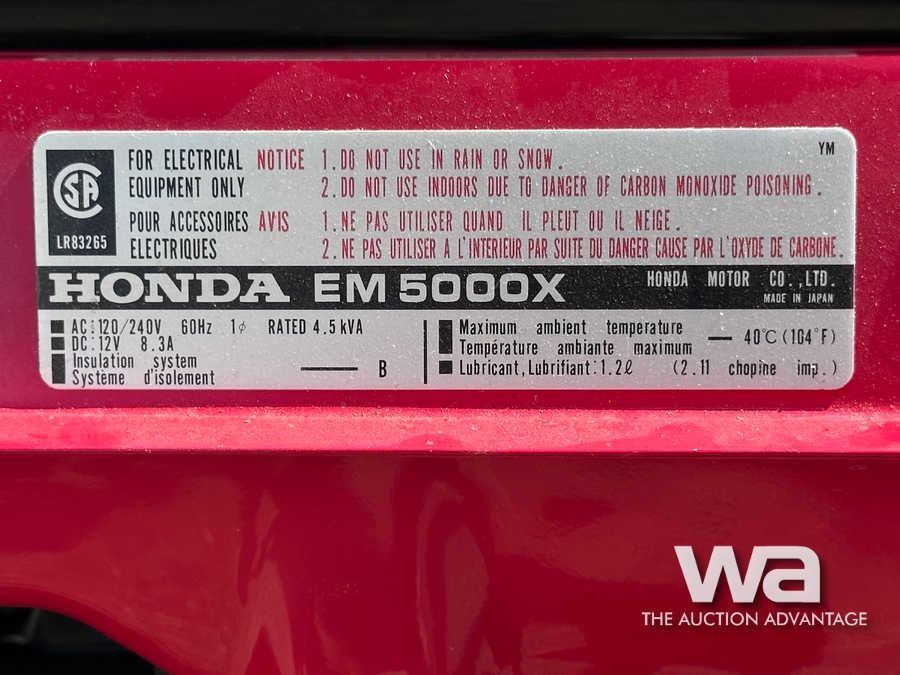 FOR ELECTRICAL NOTICE 1. DO NOT USE IN RAIN OR SNOW. YM
EQUIPMENT ONLY 2. DO NOT USE INDOORS DUE TO DANGER OF CARBON MONOXIDE POISONING.
POUR ACCESSOIRES AVIS 1. NE PAS UTILISER QUAND IL PLEUT OU IL NEIGE.
ELECTRIQUES 2. NE PAS UTILISER A L'INTERIEUR PAR SUITE DU DANGER CAUSE PAR L'OXYDE DE CARBONE.
CSA
LR83265
HONDA EM 5000X HONDA MOTOR CO.,LTD.
MADE IN JAPAN
AC:120/240V 60Hz 1ø RATED 4.5 kVA
DC:12V 8.3A
Insulation system
Système d'isolement — B
Maximum ambient temperature
Température ambiante maximum — 40°C (104°F)
Lubricant, Lubrifiant: 1.2ℓ (2.11 chopine imp.)
wa
THE AUCTION ADVANTAGE